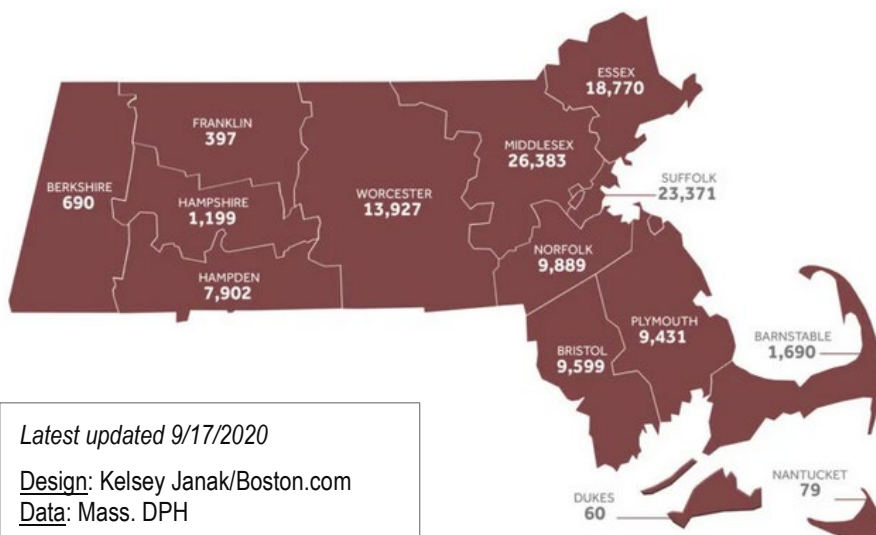 ESSEX
18,770
FRANKLIN
397
MIDDLESEX
26,383
SUFFOLK
23,371
BERKSHIRE
690
HAMPSHIRE
1,199
WORCESTER
13,927
NORFOLK
9,889
HAMPDEN
7,902
PLYMOUTH
9,431
BARNSTABLE
1,690
BRISTOL
9,599
Latest updated 9/17/2020
Design: Kelsey Janak/Boston.com
Data: Mass. DPH
NANTUCKET
79
DUKES
60